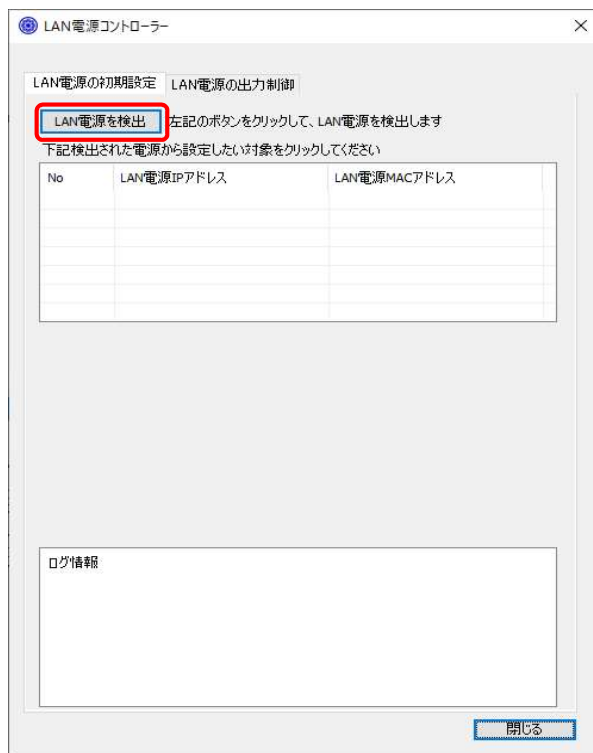 LAN電源コントローラー
LAN電源の初期設定 LAN電源の出力制御
LAN電源を検出 左記のボタンをクリックして、LAN電源を検出します
下記検出された電源から設定したい対象をクリックしてください
No LAN電源IPアドレス LAN電源MACアドレス
ログ情報
閉じる